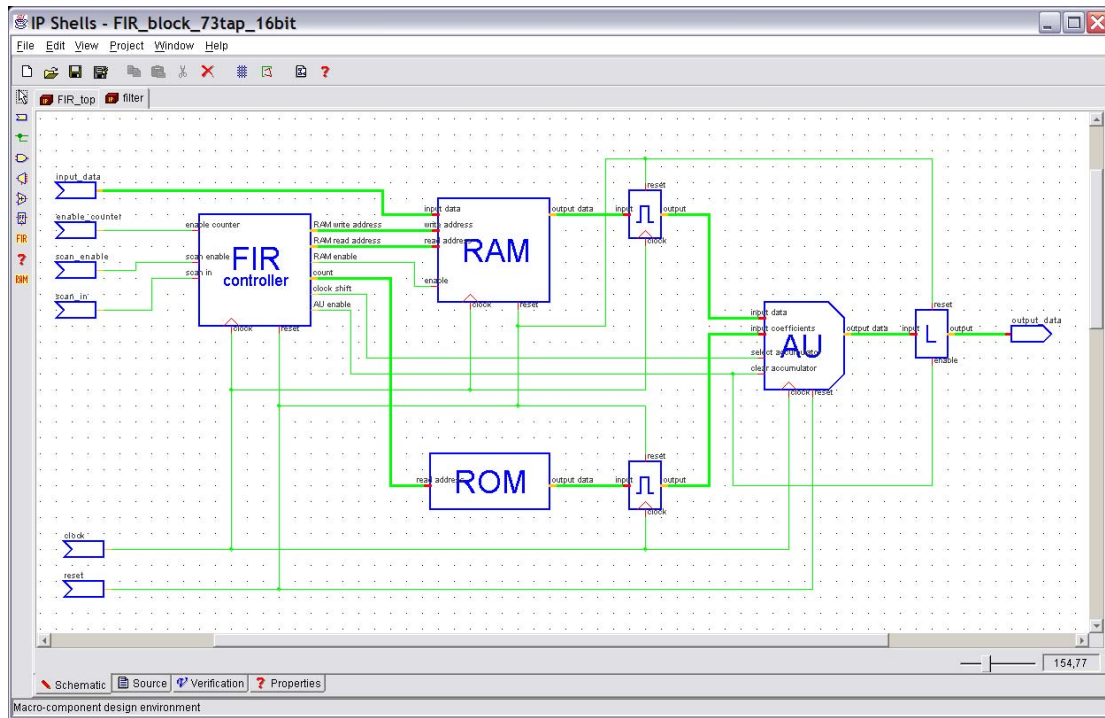 IP Shells - FIR_block_73tap_16bit
File Edit View Project Window Help
FIR_top filter
input_data
enable_counter
scan_enable
scan_in
enable counter
scan enable
scan in
FIR
controller
clock reset
RAM write address
RAM read address
RAM enable
count
clock shift
AU enable
input data
write address
read address
enable
RAM
output data
clock reset
reset
input output
clock
input data
input coefficients
select accumulator
clear accumulator
AU
output data
clock reset
reset
input L output
enable
output_data
read address
ROM
output data
reset
input output
clock
clock
reset
FIR
RAM
154,77
Schematic Source Verification Properties
Macro-component design environment